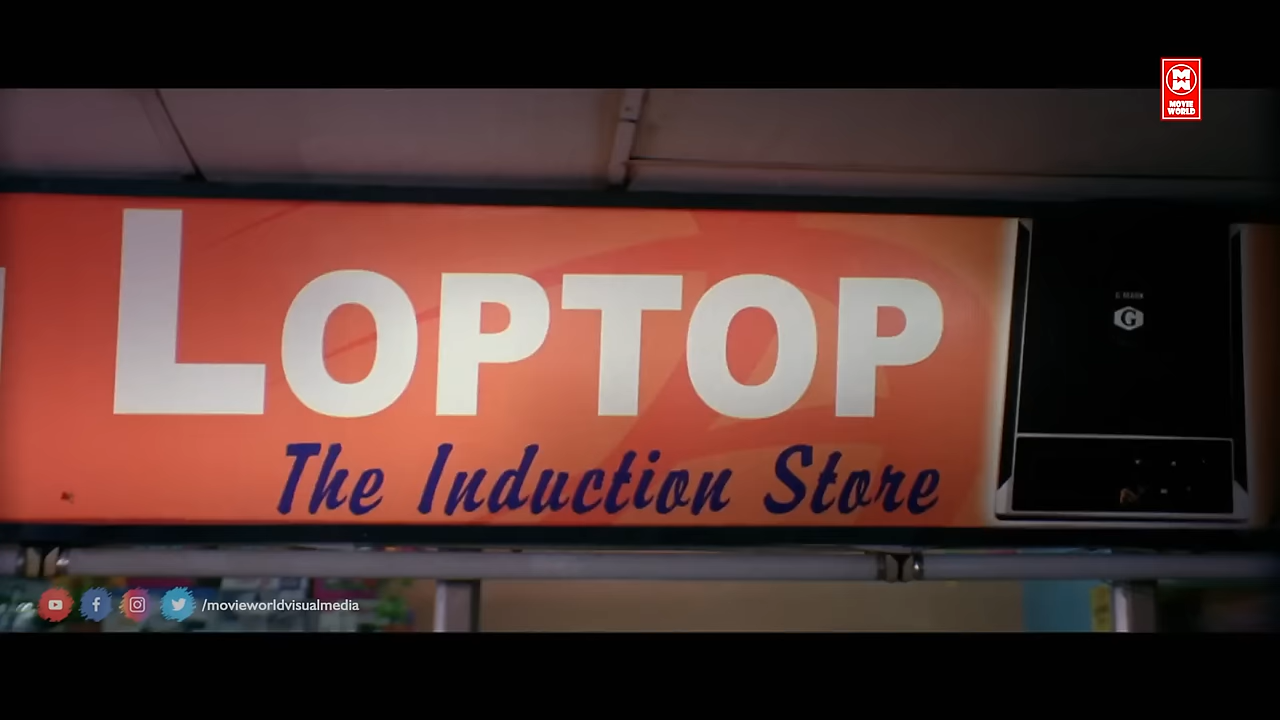 MOVIE
WORLD
LOPTOP
The Induction Store
G
/movieworldvisualmedia